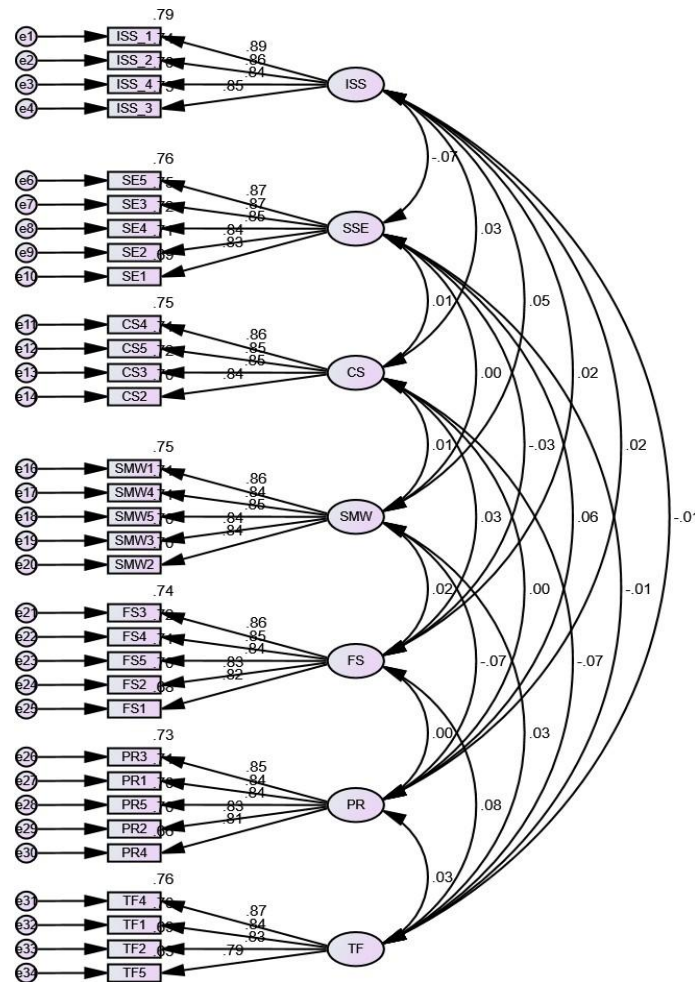 .79
e1 ISS_1 .89
e2 ISS_2 .86
e3 ISS_4 .84 ISS
e4 ISS_3 .85
-.07
.76
e6 SE5 .87
e7 SE3 .87
e8 SE4 .85 SSE .03
e9 SE2 .84
e10 SE1 .83
.01 .05
.75
e11 CS4 .86
e12 CS5 .85
e13 CS3 .85 CS .00 .02
e14 CS2 .84
.01 -.03 .02
.75
e16 SMW1 .86
e17 SMW4 .84
e18 SMW5 .85 SMW .03 .06 -.01
e19 SMW3 .84
e20 SMW2 .84
.02 .00 -.01
.74
e21 FS3 .86
e22 FS4 .85
e23 FS5 .84 FS -.07 -.07
e24 FS2 .83
e25 FS1 .82
.00 .03
.73
e26 PR3 .85
e27 PR1 .84
e28 PR5 .84 PR .08
e29 PR2 .83
e30 PR4 .81
.03
.76
e31 TF4 .87
e32 TF1 .84
e33 TF2 .83 TF
e34 TF5 .79